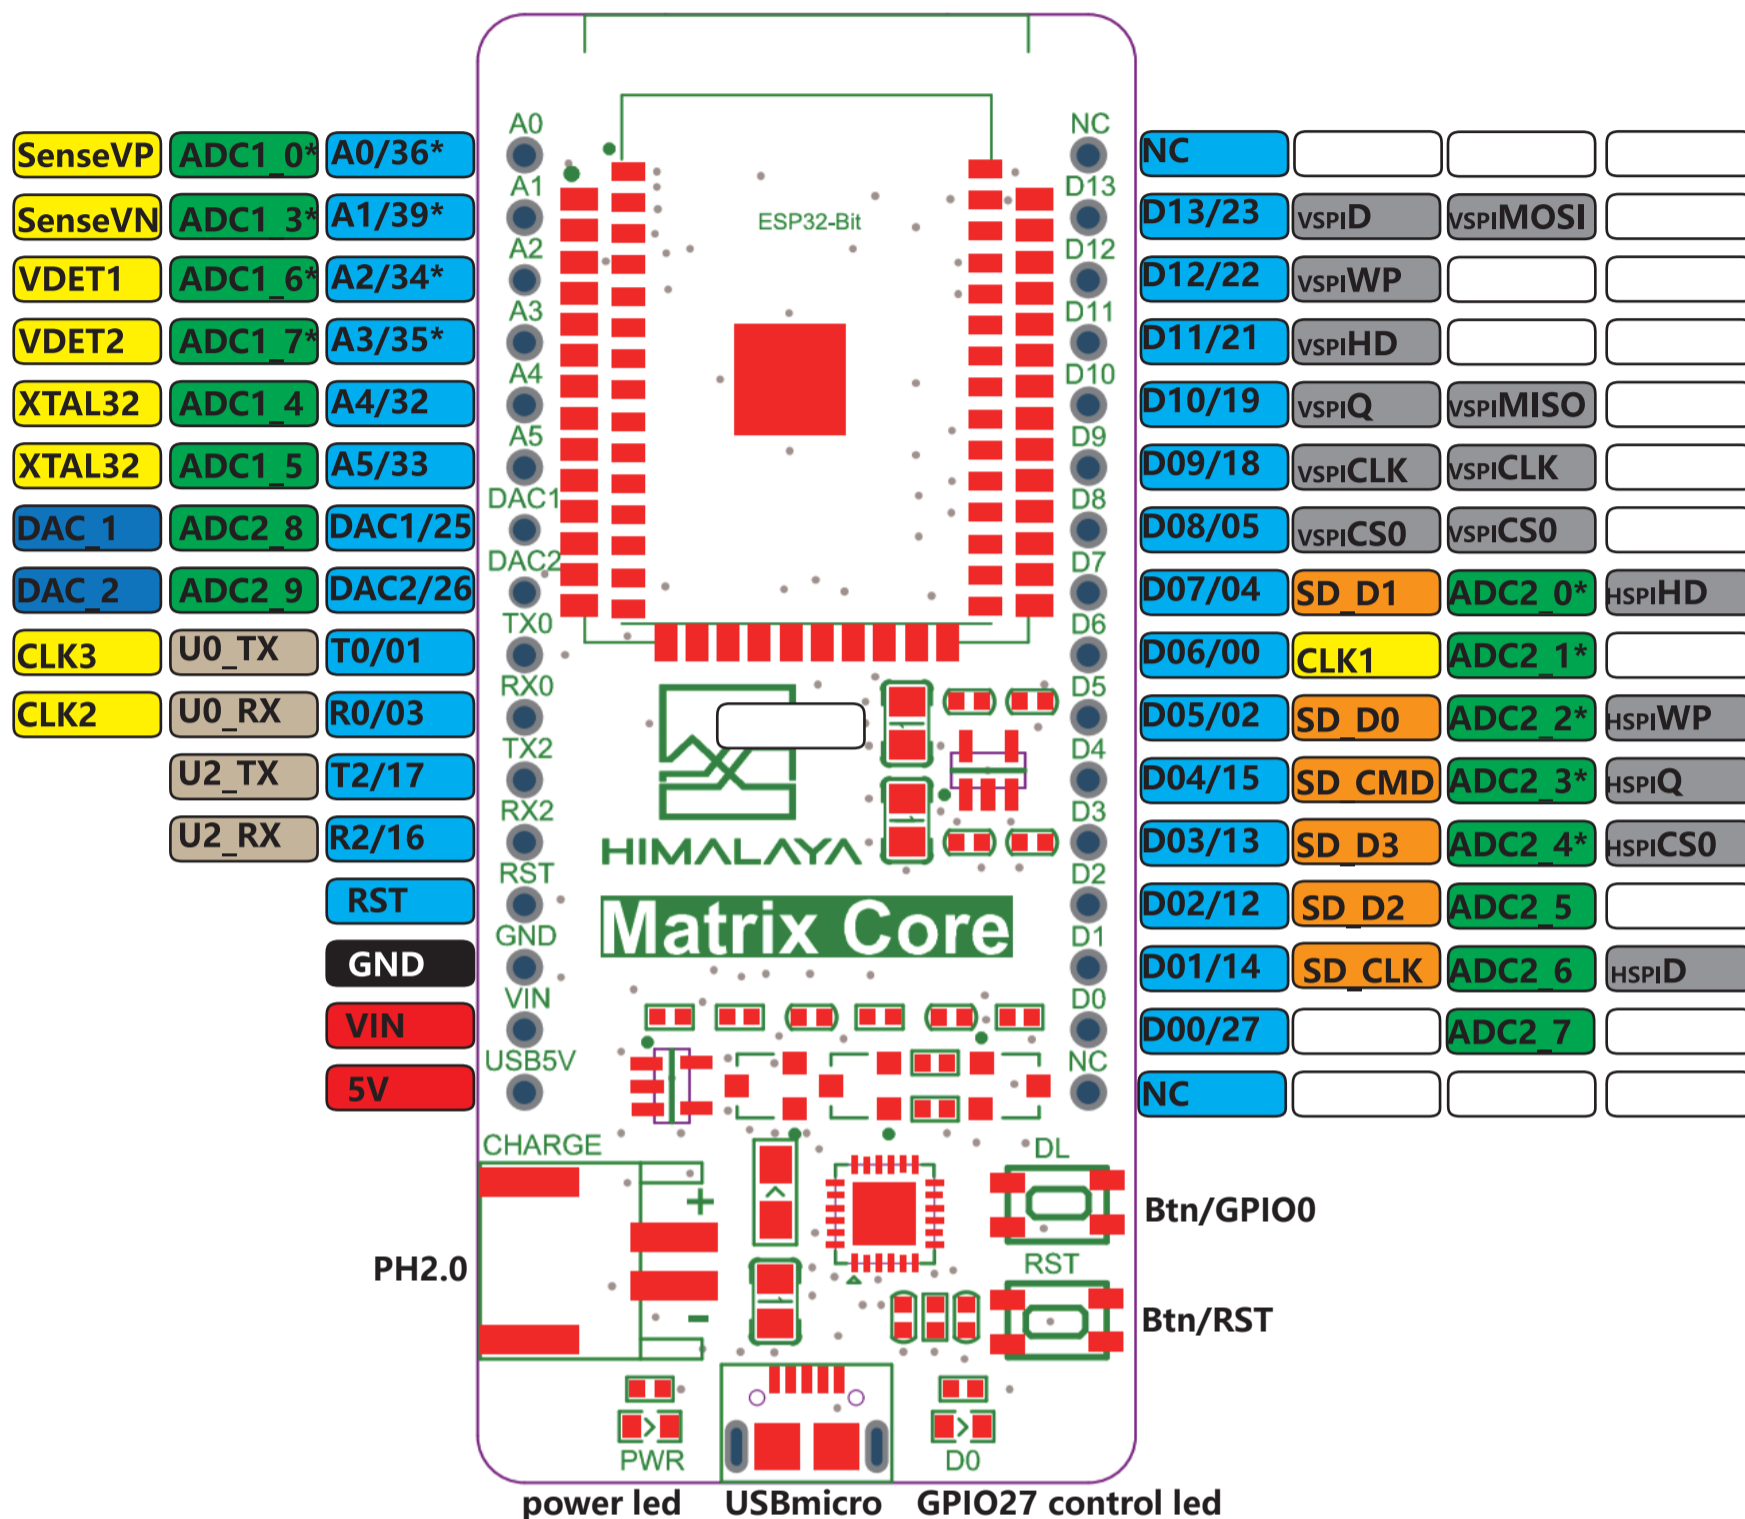 A0 NC
SenseVP ADC1_0* A0/36* NC
A1 D13
SenseVN ADC1_3* A1/39* ESP32-Bit D13/23 VSPID VSPIMOSI
A2 D12
VDET1 ADC1_6* A2/34* D12/22 VSPIWP
A3 D11
VDET2 ADC1_7* A3/35* D11/21 VSPIHD
A4 D10
XTAL32 ADC1_4 A4/32 D10/19 VSPIQ VSPIMISO
A5 D9
XTAL32 ADC1_5 A5/33 D09/18 VSPICLK VSPICLK
DAC1 D8
DAC_1 ADC2_8 DAC1/25 D08/05 VSPICS0 VSPICS0
DAC2 D7
DAC_2 ADC2_9 DAC2/26 D07/04 SD_D1 ADC2_0* HSPIHD
TX0 D6
CLK3 U0_TX T0/01 D06/00 CLK1 ADC2_1*
RX0 D5
CLK2 U0_RX R0/03 D05/02 SD_D0 ADC2_2* HSPIWP
TX2 D4
U2_TX T2/17 D04/15 SD_CMD ADC2_3* HSPIQ
RX2 D3
U2_RX R2/16 HIMALAYA D03/13 SD_D3 ADC2_4* HSPICS0
RST D2
RST Matrix Core D02/12 SD_D2 ADC2_5
GND D1
GND D01/14 SD_CLK ADC2_6 HSPID
VIN D0
VIN D00/27 ADC2_7
USB5V NC
5V NC
CHARGE DL
+ Btn/GPIO0
PH2.0 RST
- Btn/RST
PWR D0
power led USBmicro GPIO27 control led